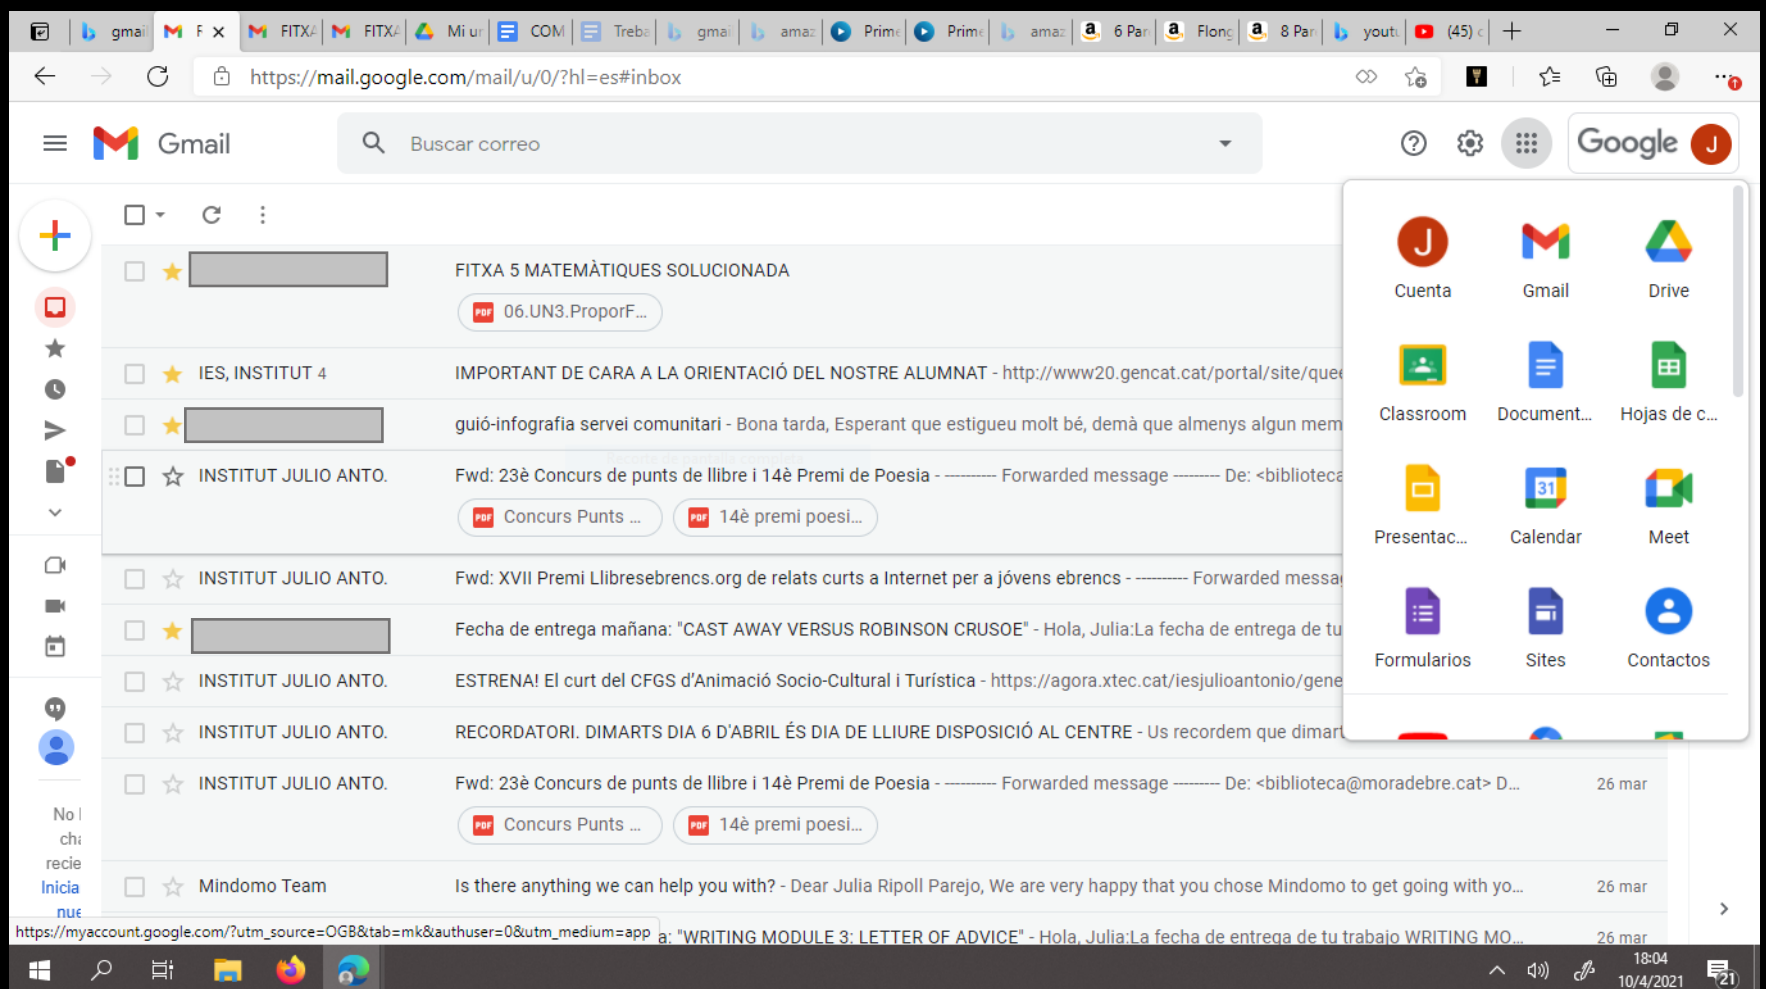 gmai
F
FITXA
FITXA
Mi ur
COM
Treba
gmai
amaz
Prime
Prime
amaz
6 Par
Flong
8 Par
youtu
(45) c
https://mail.google.com/mail/u/0/?hl=es#inbox
Gmail
Buscar correo
Google J
J
Cuenta
Gmail
Drive
Classroom
Document...
Hojas de c...
Presentac...
31
Calendar
Meet
Formularios
Sites
Contactos
FITXA 5 MATEMÀTIQUES SOLUCIONADA
PDF 06.UN3.ProporF...
IES, INSTITUT 4 IMPORTANT DE CARA A LA ORIENTACIÓ DEL NOSTRE ALUMNAT - http://www20.gencat.cat/portal/site/quee
guió-infografia servei comunitari - Bona tarda, Esperant que estigueu molt bé, demà que almenys algun mem
Recorte de pantalla completa
INSTITUT JULIO ANTO. Fwd: 23è Concurs de punts de llibre i 14è Premi de Poesia - ---------- Forwarded message --------- De: <biblioteca
PDF Concurs Punts ... PDF 14è premi poesi...
INSTITUT JULIO ANTO. Fwd: XVII Premi Llibresebrencs.org de relats curts a Internet per a jóvens ebrencs - ---------- Forwarded messa
Fecha de entrega mañana: "CAST AWAY VERSUS ROBINSON CRUSOE" - Hola, Julia:La fecha de entrega de tu
INSTITUT JULIO ANTO. ESTRENA! El curt del CFGS d'Animació Socio-Cultural i Turística - https://agora.xtec.cat/iesjulioantonio/gene
INSTITUT JULIO ANTO. RECORDATORI. DIMARTS DIA 6 D'ABRIL ÉS DIA DE LLIURE DISPOSICIÓ AL CENTRE - Us recordem que dimart
INSTITUT JULIO ANTO. Fwd: 23è Concurs de punts de llibre i 14è Premi de Poesia - ---------- Forwarded message --------- De: <biblioteca@moradebre.cat> D... 26 mar
PDF Concurs Punts ... PDF 14è premi poesi...
Mindomo Team Is there anything we can help you with? - Dear Julia Ripoll Parejo, We are very happy that you chose Mindomo to get going with yo... 26 mar
a: "WRITING MODULE 3: LETTER OF ADVICE" - Hola, Julia:La fecha de entrega de tu trabajo WRITING MO... 26 mar
No
cha
recie
Inicia
nue
https://myaccount.google.com/?utm_source=OGB&tab=mk&authuser=0&utm_medium=app
18:04
10/4/2021
21